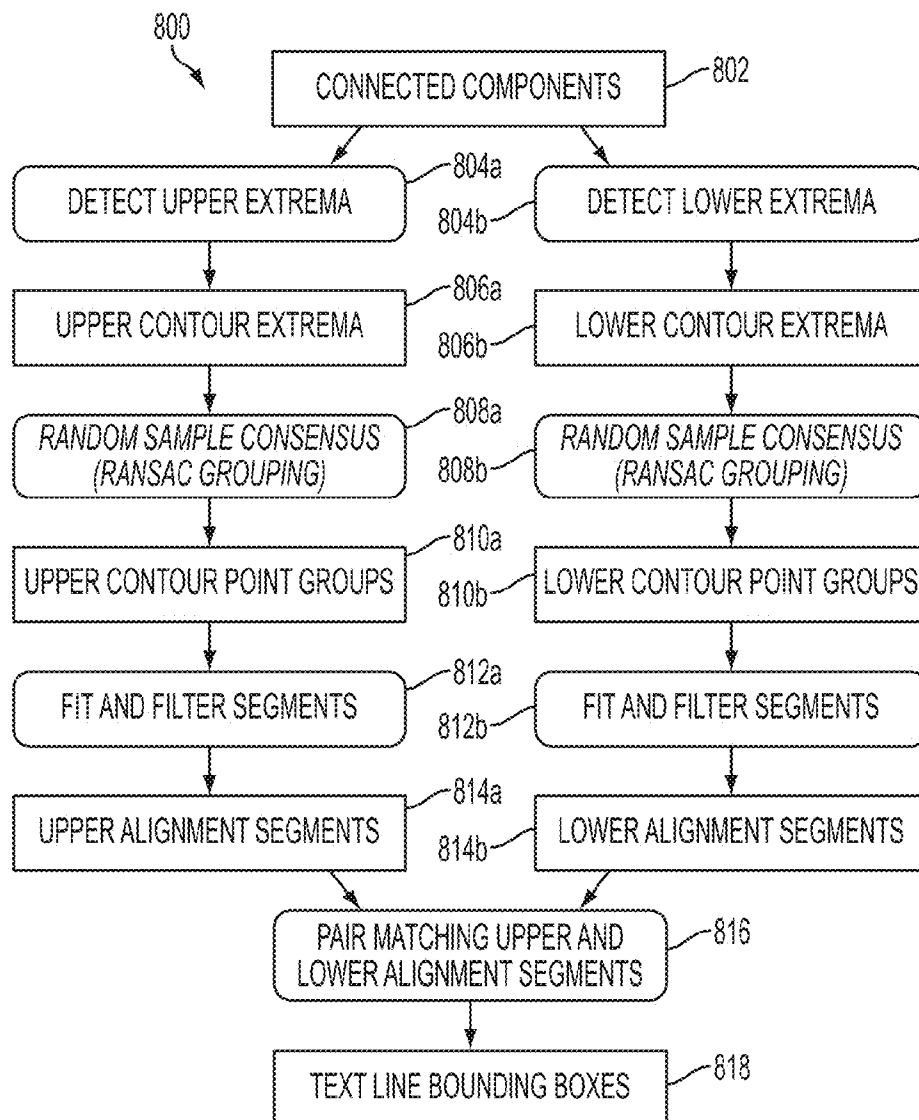 800
CONNECTED COMPONENTS
802
DETECT UPPER EXTREMA
804a
804b
DETECT LOWER EXTREMA
UPPER CONTOUR EXTREMA
806a
806b
LOWER CONTOUR EXTREMA
RANDOM SAMPLE CONSENSUS
(RANSAC GROUPING)
808a
808b
RANDOM SAMPLE CONSENSUS
(RANSAC GROUPING)
UPPER CONTOUR POINT GROUPS
810a
810b
LOWER CONTOUR POINT GROUPS
FIT AND FILTER SEGMENTS
812a
812b
FIT AND FILTER SEGMENTS
UPPER ALIGNMENT SEGMENTS
814a
814b
LOWER ALIGNMENT SEGMENTS
PAIR MATCHING UPPER AND
LOWER ALIGNMENT SEGMENTS
816
TEXT LINE BOUNDING BOXES
818